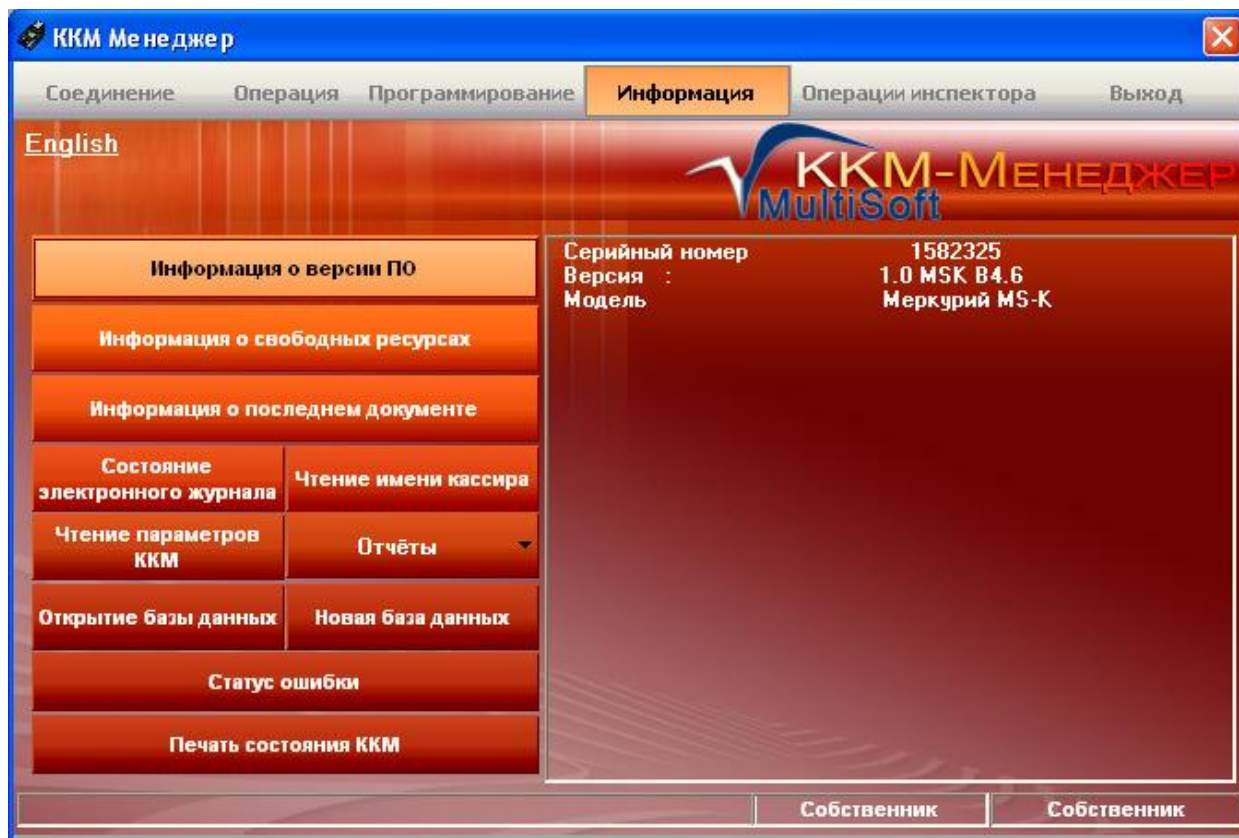 ККМ Менеджер
Соединение Операция Программирование Информация Операции инспектора Выход
English
ККМ-МЕНЕДЖЕР
MultiSoft
Информация о версии ПО
Информация о свободных ресурсах
Информация о последнем документе
Состояние
электронного журнала
Чтение имени кассира
Чтение параметров
ККМ
Отчёты
Открытие базы данных
Новая база данных
Статус ошибки
Печать состояния ККМ
Серийный номер 1582325
Версия : 1.0 MSK B4.6
Модель Меркурий MS-K
Собственник Собственник